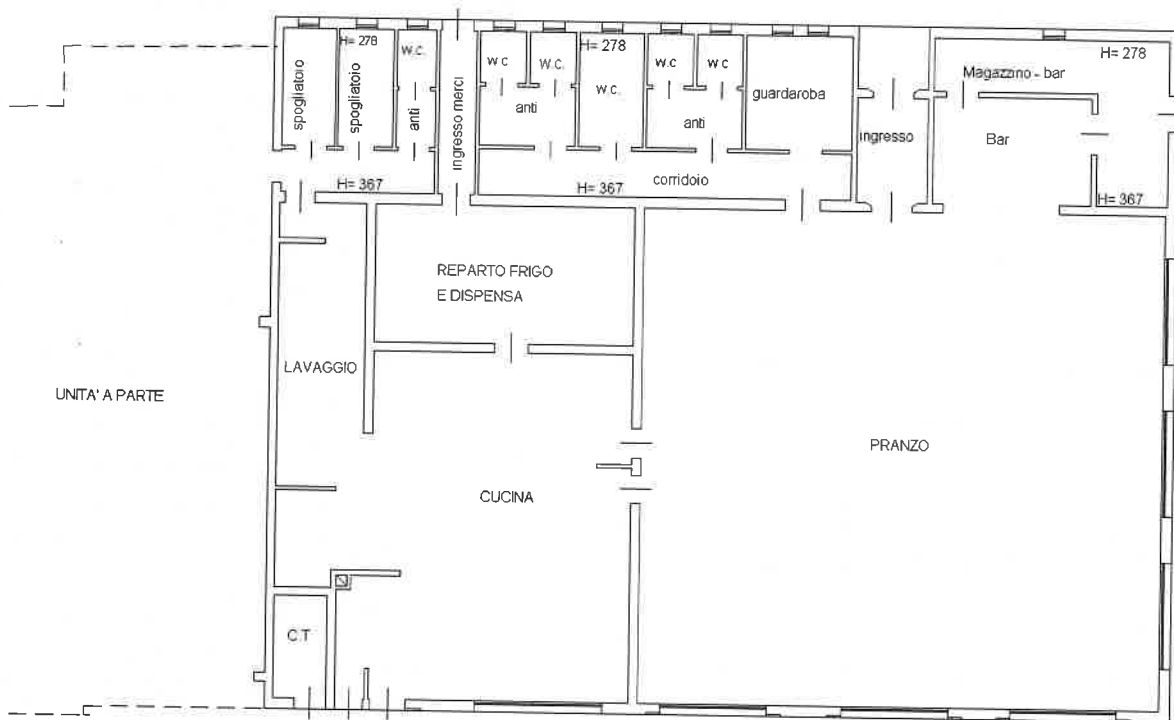 spogliatoio
H= 278
spogliatoio
w.c.
anti
ingresso merci
w c
w.c.
anti
H= 278
w.c.
w.c
w c
anti
guardaroba
ingresso
H= 278
Magazzino - bar
Bar
H= 367
H= 367
corridoio
H= 367
REPARTO FRIGO
E DISPENSA
LAVAGGIO
UNITA' A PARTE
PRANZO
CUCINA
C.T